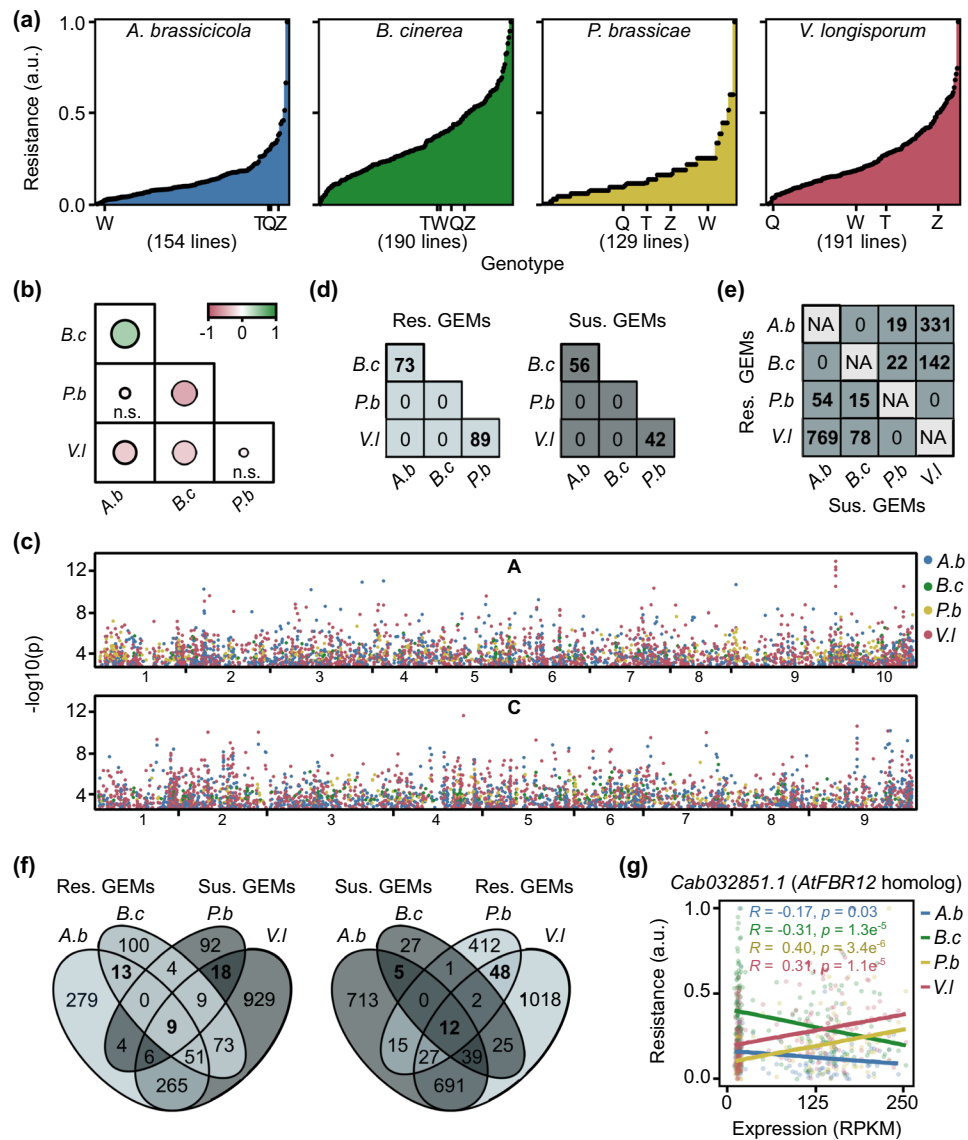 (a)
A. brassicicola
B. cinerea
P. brassicae
V. longisporum
Resistance (a.u.)
1.0
0.5
0.0
W TQZ
TWQZ
Q T Z W
Q W T Z
(154 lines)
(190 lines)
(129 lines)
(191 lines)
Genotype
(b)
-1 0 1
B.c
P.b
n.s.
V.l
n.s.
A.b
B.c
P.b
(d)
Res. GEMs
Sus. GEMs
B.c 73
P.b 0 0
V.l 0 0 89
A.b B.c P.b
B.c 56
P.b 0 0
V.l 0 0 42
A.b B.c P.b
(e)
Res. GEMs
A.b NA 0 19 331
B.c 0 NA 22 142
P.b 54 15 NA 0
V.l 769 78 0 NA
A.b B.c P.b V.l
Sus. GEMs
(c)
-log10(p)
A
12
8
4
1 2 3 4 5 6 7 8 9 10
A.b
B.c
P.b
V.l
C
12
8
4
1 2 3 4 5 6 7 8 9
(f)
Res. GEMs
Sus. GEMs
A.b
B.c
P.b
V.l
100
92
13
4
18
279
0
9
929
9
4
6
51
73
265
Sus. GEMs
Res. GEMs
A.b
B.c
P.b
V.l
27
412
5
1
48
713
0
2
1018
12
15
27
39
25
691
(g)
Cab032851.1 (AtFBR12 homolog)
R = -0.17, p = 0.03
R = -0.31, p = 1.3e-5
R = 0.40, p = 3.4e-6
R = 0.31, p = 1.1e-5
A.b
B.c
P.b
V.l
Resistance (a.u.)
1.0
0.5
0.0
0 125 250
Expression (RPKM)